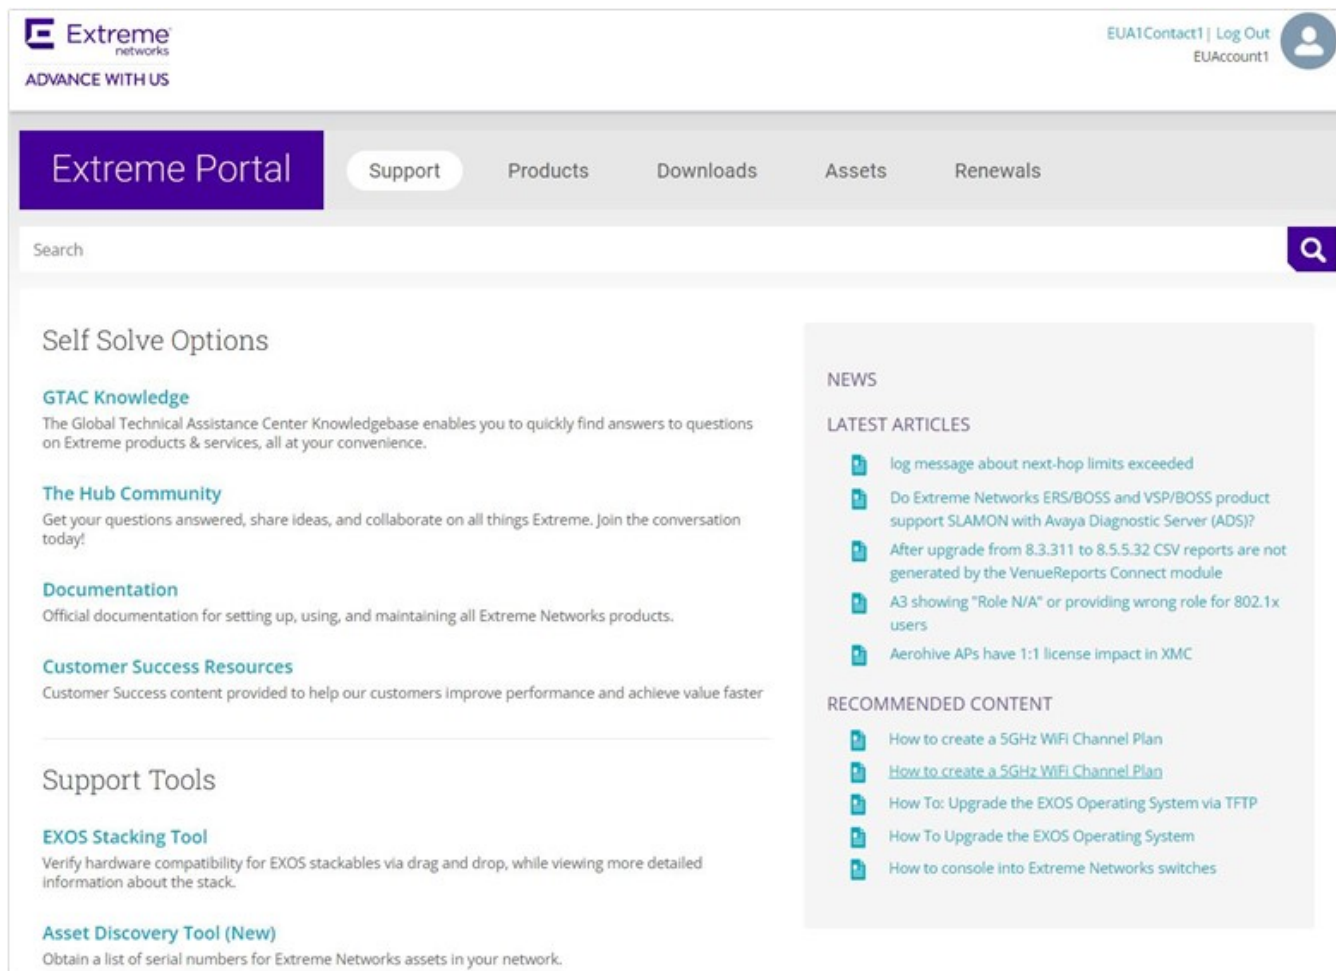 Extreme
networks
ADVANCE WITH US
EUA1Contact1| Log Out
EUAccount1
Extreme Portal
Support
Products
Downloads
Assets
Renewals
Search
Self Solve Options
GTAC Knowledge
The Global Technical Assistance Center Knowledgebase enables you to quickly find answers to questions
on Extreme products & services, all at your convenience.
The Hub Community
Get your questions answered, share ideas, and collaborate on all things Extreme. Join the conversation
today!
Documentation
Official documentation for setting up, using, and maintaining all Extreme Networks products.
Customer Success Resources
Customer Success content provided to help our customers improve performance and achieve value faster
Support Tools
EXOS Stacking Tool
Verify hardware compatibility for EXOS stackables via drag and drop, while viewing more detailed
information about the stack.
Asset Discovery Tool (New)
Obtain a list of serial numbers for Extreme Networks assets in your network.
NEWS
LATEST ARTICLES
log message about next-hop limits exceeded
Do Extreme Networks ERS/BOSS and VSP/BOSS product
support SLAMON with Avaya Diagnostic Server (ADS)?
After upgrade from 8.3.311 to 8.5.5.32 CSV reports are not
generated by the VenueReports Connect module
A3 showing "Role N/A" or providing wrong role for 802.1x
users
Aerohive APs have 1:1 license impact in XMC
RECOMMENDED CONTENT
How to create a 5GHz WiFi Channel Plan
How to create a 5GHz WiFi Channel Plan
How To: Upgrade the EXOS Operating System via TFTP
How To Upgrade the EXOS Operating System
How to console into Extreme Networks switches